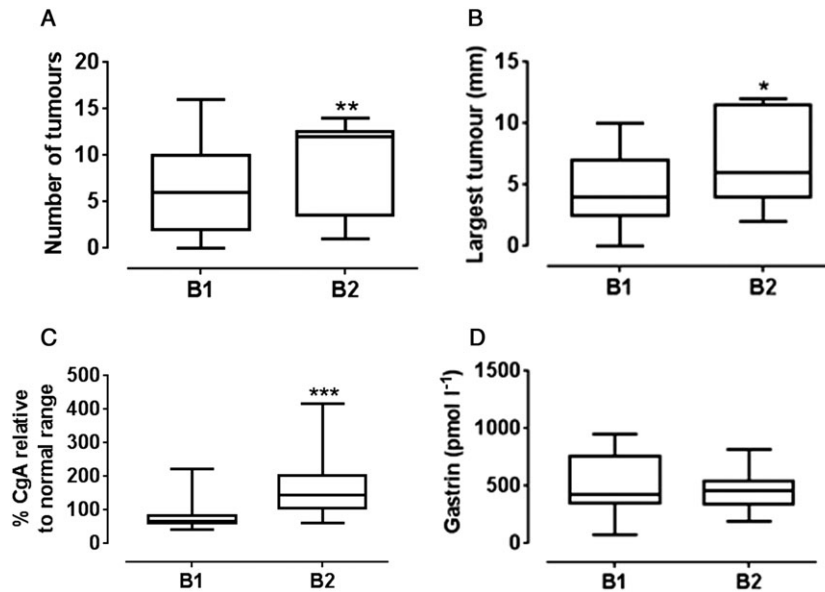 A
Number of tumours
20
15
10
5
0
**
B1
B2
B
Largest tumour (mm)
15
10
5
0
*
B1
B2
C
% CgA relative
to normal range
500
400
300
200
100
0
***
B1
B2
D
Gastrin (pmol l⁻¹)
1500
1000
500
0
B1
B2